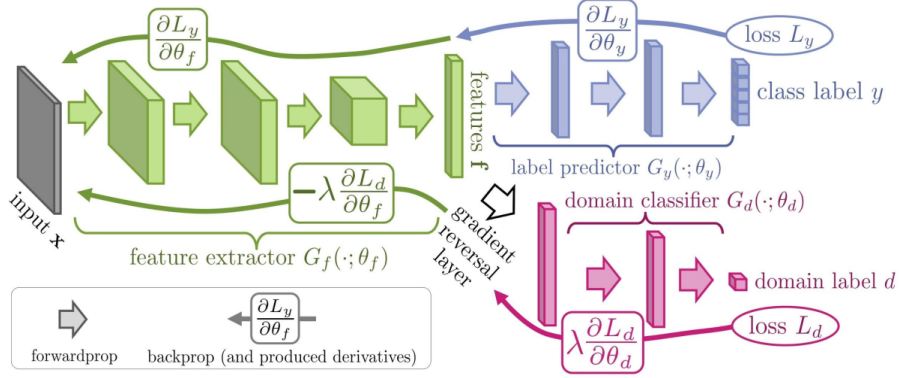 ∂L_y/∂θ_f
∂L_y/∂θ_y
loss L_y
input x
features f
class label y
label predictor G_y(·; θ_y)
−λ ∂L_d/∂θ_f
feature extractor G_f(·; θ_f)
gradient
reversal
layer
domain classifier G_d(·; θ_d)
domain label d
λ ∂L_d/∂θ_d
loss L_d
∂L_y/∂θ_f
forwardprop
backprop (and produced derivatives)